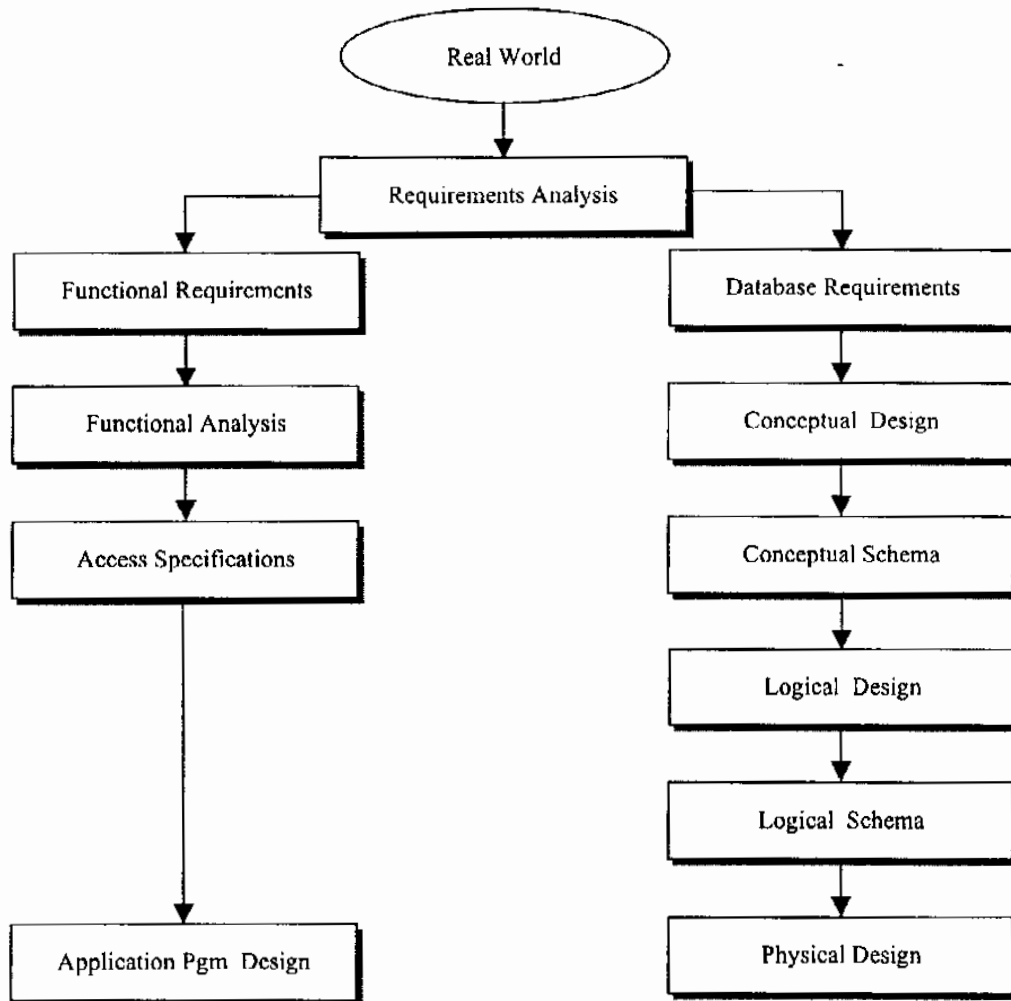 Real World
Requirements Analysis
Functional Requirements
Database Requirements
Functional Analysis
Conceptual Design
Access Specifications
Conceptual Schema
Logical Design
Logical Schema
Application Pgm Design
Physical Design